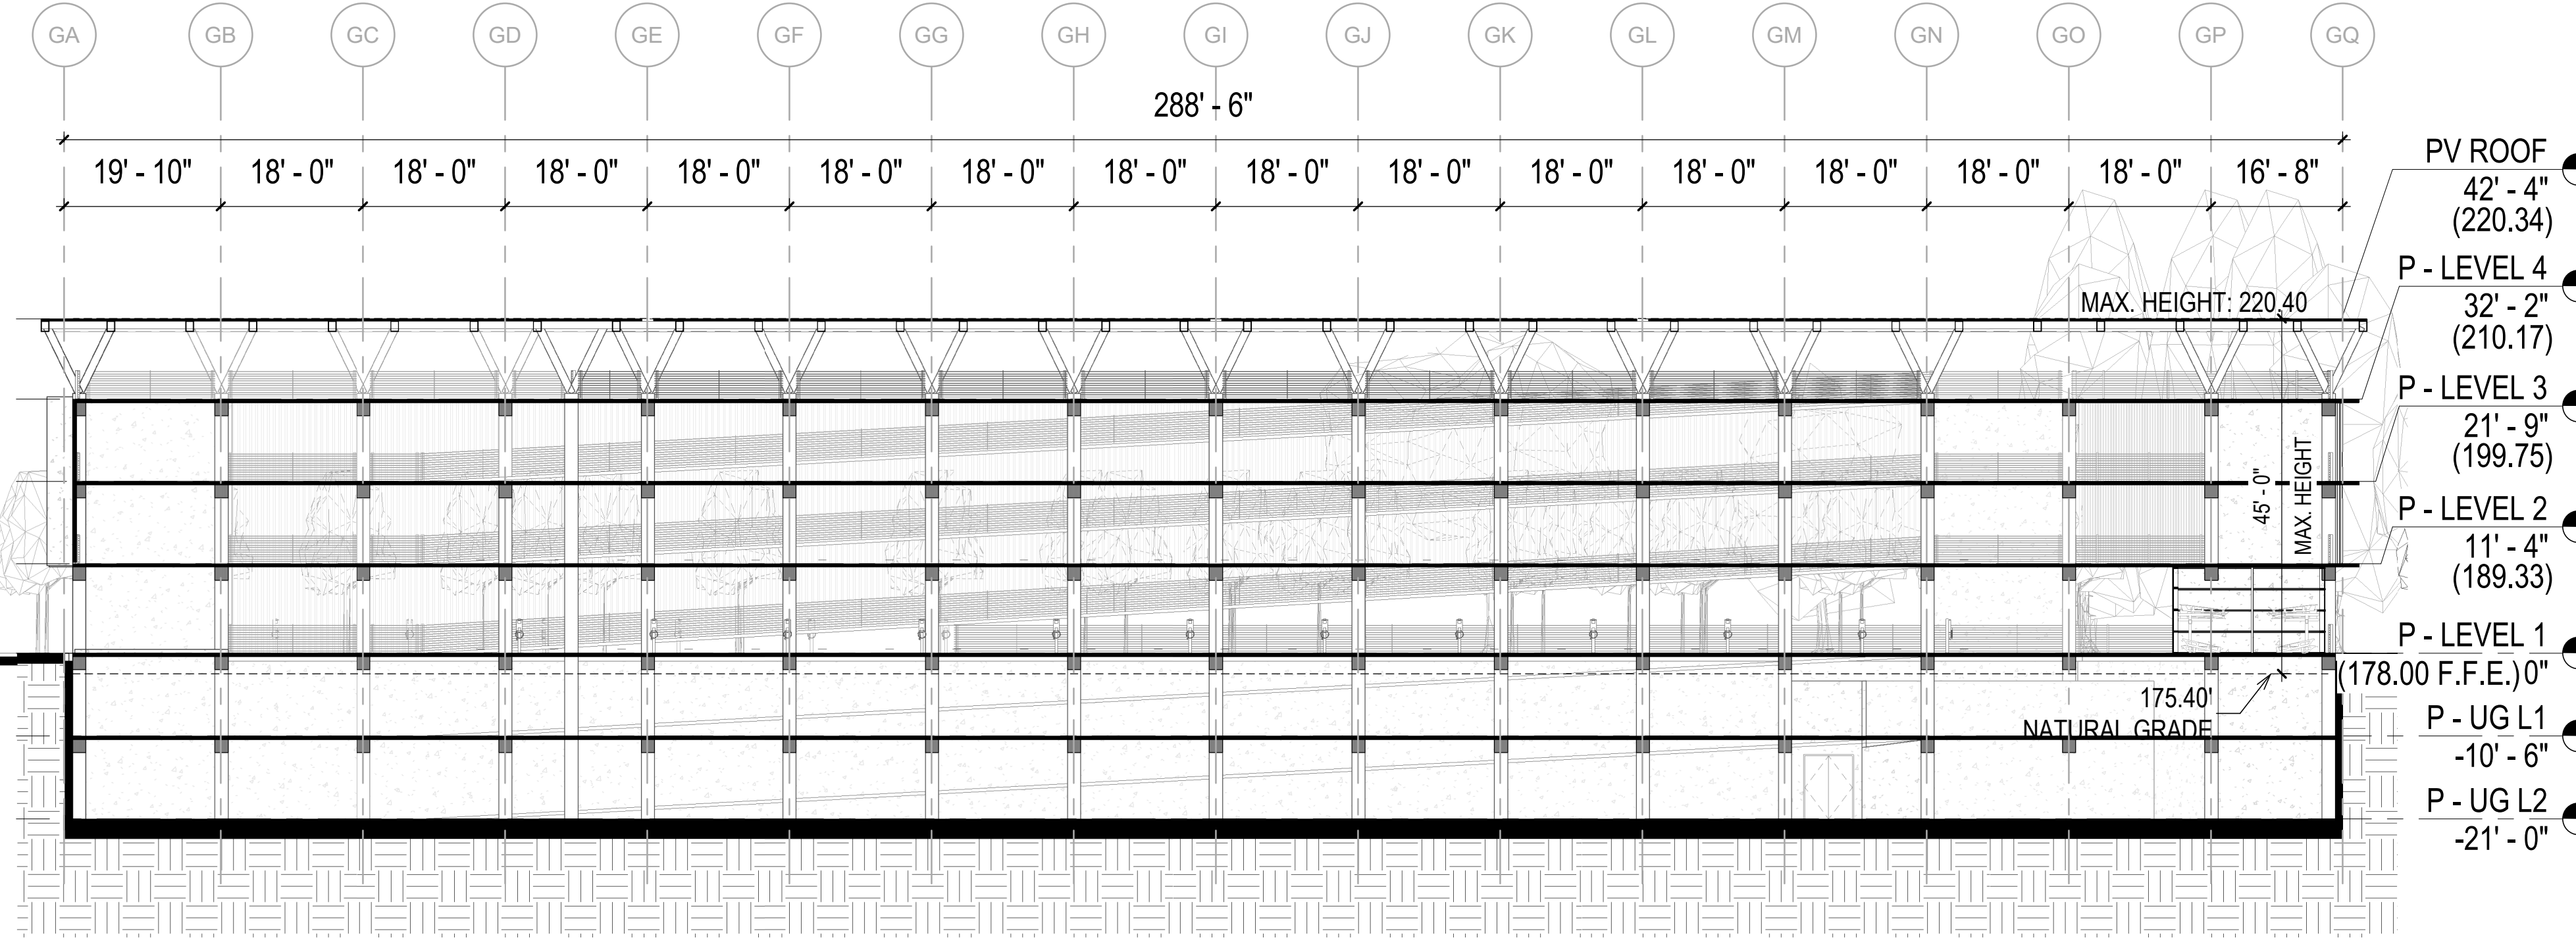 GA GB GC GD GE GF GG GH GI GJ GK GL GM GN GO GP GQ
288' - 6"
19' - 10" 18' - 0" 18' - 0" 18' - 0" 18' - 0" 18' - 0" 18' - 0" 18' - 0" 18' - 0" 18' - 0" 18' - 0" 18' - 0" 18' - 0" 18' - 0" 18' - 0" 16' - 8"
PV ROOF
42' - 4"
(220.34)
P - LEVEL 4
32' - 2"
(210.17)
MAX. HEIGHT: 220.40
P - LEVEL 3
21' - 9"
(199.75)
45' - 0"
MAX. HEIGHT
P - LEVEL 2
11' - 4"
(189.33)
P - LEVEL 1
(178.00 F.F.E.) 0"
175.40'
NATURAL GRADE
P - UG L1
-10' - 6"
P - UG L2
-21' - 0"